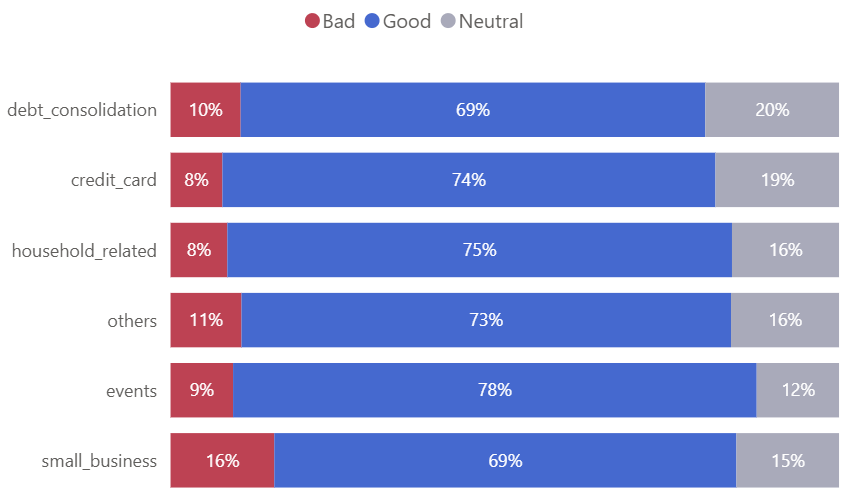 Bad Good Neutral
debt_consolidation 10% 69% 20%
credit_card 8% 74% 19%
household_related 8% 75% 16%
others 11% 73% 16%
events 9% 78% 12%
small_business 16% 69% 15%